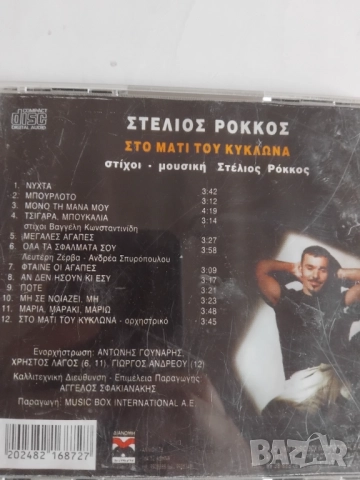 COMPACT
DISC
DIGITAL AUDIO
ΣΤΕΛΙΟΣ ΡΟΚΚΟΣ
ΣΤΟ ΜΑΤΙ ΤΟΥ ΚΥΚΛΩΝΑ
στίχοι - μουσική Στέλιος Ρόκκος
1. ΝΥΧΤΑ 3:42
2. ΜΠΟΥΡΛΟΤΟ 3:12
3. ΜΟΝΟ ΤΗ ΜΑΝΑ ΜΟΥ 4:19
4. ΤΣΙΓΑΡΑ, ΜΠΟΥΚΑΛΙΑ 3:14
στίχοι Βαγγέλη Κωνσταντινίδη
5. ΜΕΓΑΛΕΣ ΑΓΑΠΕΣ 3:27
6. ΟΛΑ ΤΑ ΣΦΑΛΜΑΤΑ ΣΟΥ 3:58
Λευτέρη Ζέρβα - Ανδρέα Σπυρόπουλου
7. ΦΤΑΙΝΕ ΟΙ ΑΓΑΠΕΣ 3:09
8. ΑΝ ΔΕΝ ΗΣΟΥΝ ΚΙ ΕΣΥ
9. ΠΟΤΕ 3:21
10. ΜΗ ΣΕ ΝΟΙΑΖΕΙ, ΜΗ 3:23
11. ΜΑΡΙΑ, ΜΑΡΑΚΙ, ΜΑΡΙΩ 3:48
12. ΣΤΟ ΜΑΤΙ ΤΟΥ ΚΥΚΛΩΝΑ - ορχηστρικό 3:45
Ενορχήστρωση: ΑΝΤΩΝΗΣ ΓΟΥΝΑΡΗΣ,
ΧΡΗΣΤΟΣ ΛΑΓΟΣ (6, 11) ΓΙΩΡΓΟΣ ΑΝΔΡΕΟΥ (12)
Καλλιτεχνική Διεύθυνση - Επιμέλεια Παραγωγής
ΑΓΓΕΛΟΣ ΣΦΑΚΙΑΝΑΚΗΣ
Παραγωγή: MUSIC BOX INTERNATIONAL A.E.
5 202482 168727
ΔΙΑΝΟΜΗ
bazar.bg